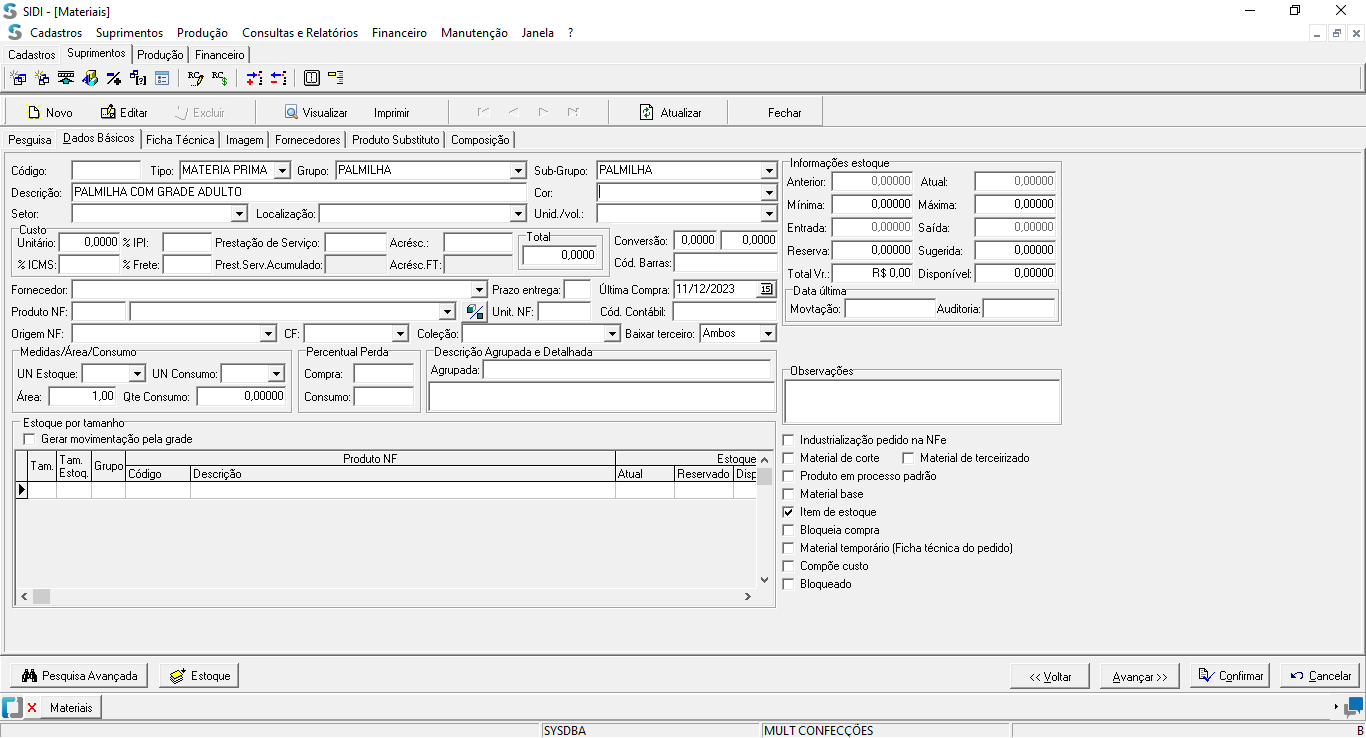 SIDI - [Materiais]
Cadastros Suprimentos Produção Consultas e Relatórios Financeiro Manutenção Janela ?
Cadastros Suprimentos Produção Financeiro
Novo Editar Excluir Visualizar Imprimir Atualizar Fechar
Pesquisa Dados Básicos Ficha Técnica Imagem Fornecedores Produto Substituto Composição
Código: Tipo: MATERIA PRIMA Grupo: PALMILHA Sub-Grupo: PALMILHA
Descrição: PALMILHA COM GRADE ADULTO Cor:
Setor: Localização: Unid./vol.:
Custo
Unitário: 0,0000 % IPI: Prestação de Serviço: Acrésc.: Total 0,0000 Conversão: 0,0000 0,0000
% ICMS: % Frete: Prest.Serv.Acumulado: Acrésc.FT: Cód. Barras:
Fornecedor: Prazo entrega: Última Compra: 11/12/2023 15
Produto NF: Unit. NF: Cód. Contábil:
Origem NF: CF: Coleção: Baixar terceiro: Ambos
Informações estoque
Anterior: 0,00000 Atual: 0,00000
Mínima: 0,00000 Máxima: 0,00000
Entrada: 0,00000 Saída: 0,00000
Reserva: 0,00000 Sugerida: 0,00000
Total Vr.: R$ 0,00 Disponível: 0,00000
Data última
Movtação: Auditoria:
Medidas/Área/Consumo
UN Estoque: UN Consumo:
Área: 1,00 Qte Consumo: 0,00000
Percentual Perda
Compra:
Consumo:
Descrição Agrupada e Detalhada
Agrupada:
Observações
Estoque por tamanho
Gerar movimentação pela grade
Tam. Tam. Estoq. Grupo Produto NF Estoque
Código Descrição Atual Reservado Disp
Industrialização pedido na NFe
Material de corte Material de terceirizado
Produto em processo padrão
Material base
Item de estoque
Bloqueia compra
Material temporário (Ficha técnica do pedido)
Compõe custo
Bloqueado
Pesquisa Avançada Estoque << Voltar Avançar >> Confirmar Cancelar
Materiais
SYSDBA MULT CONFECÇÕES B